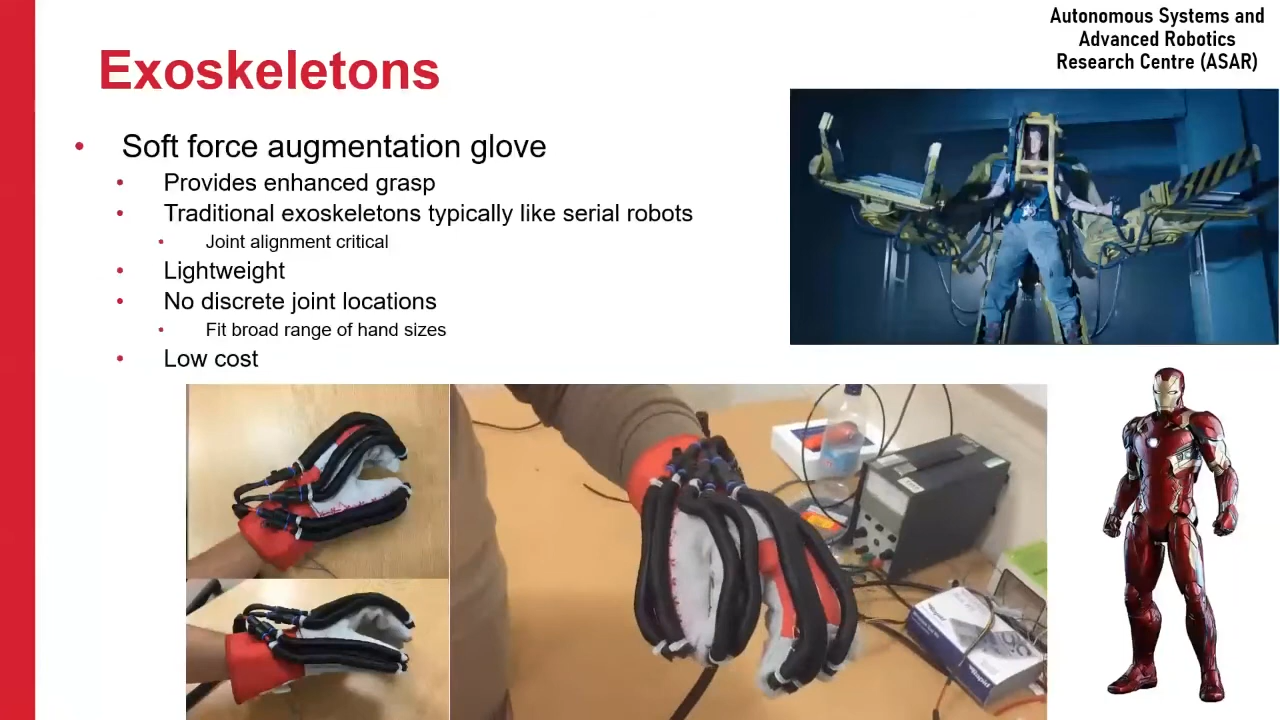 Autonomous Systems and
Advanced Robotics
Research Centre (ASAR)
Exoskeletons
• Soft force augmentation glove
• Provides enhanced grasp
• Traditional exoskeletons typically like serial robots
• Joint alignment critical
• Lightweight
• No discrete joint locations
• Fit broad range of hand sizes
• Low cost